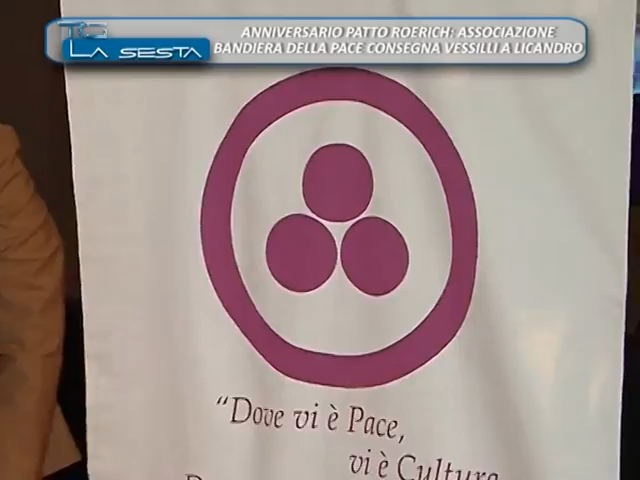 TG
LA SESTA
ANNIVERSARIO PATTO ROERICH: ASSOCIAZIONE
BANDIERA DELLA PACE CONSEGNA VESSILLI A LICANDRO
“Dove vi è Pace,
vi è Cultura